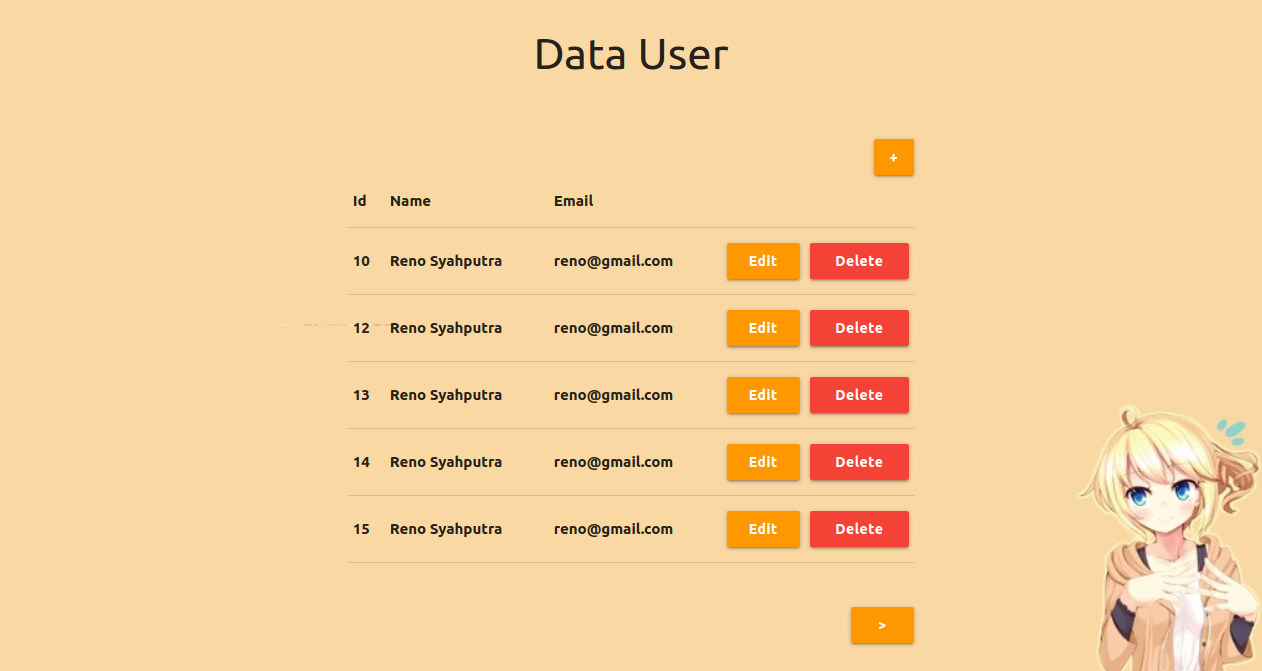 Data User
+
Id Name Email
10 Reno Syahputra reno@gmail.com Edit Delete
12 Reno Syahputra reno@gmail.com Edit Delete
13 Reno Syahputra reno@gmail.com Edit Delete
14 Reno Syahputra reno@gmail.com Edit Delete
15 Reno Syahputra reno@gmail.com Edit Delete
>